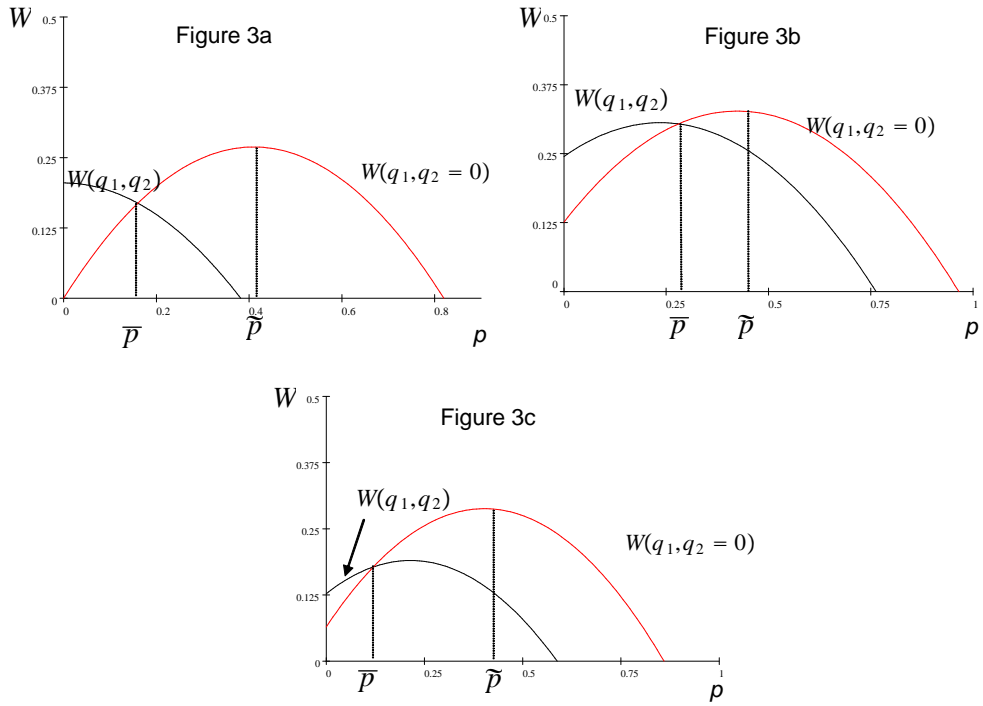 Figure 3a
W
0.5
0.375
0.25
0.125
0
W(q₁,q₂)
W(q₁,q₂ = 0)
0 0.2 0.4 0.6 0.8
p̅ p̃ p
Figure 3b
W
0.5
0.375
0.25
0.125
0
W(q₁,q₂)
W(q₁,q₂ = 0)
0 0.25 0.5 0.75 1
p̅ p̃ p
Figure 3c
W
0.5
0.375
0.25
0.125
0
W(q₁,q₂)
W(q₁,q₂ = 0)
0 0.25 0.5 0.75 1
p̅ p̃ p